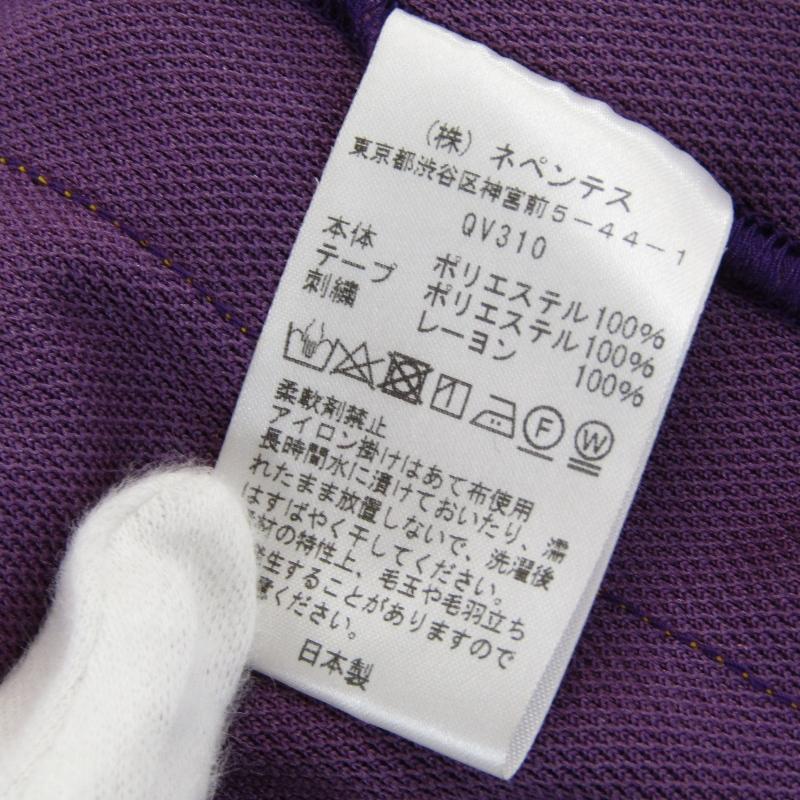 (株) ネペンテス
東京都渋谷区神宮前5-44-1
QV310
本体 ポリエステル100%
テープ ポリエステル100%
刺繍 レーヨン 100%
F W
柔軟剤禁止
アイロン掛けはあて布使用
長時間水に漬けておいたり、濡
れたまま放置しないで、洗濯後
はすばやく干してください。
素材の特性上、毛玉や毛羽立ち
発生することがありますので
ください。
日本製